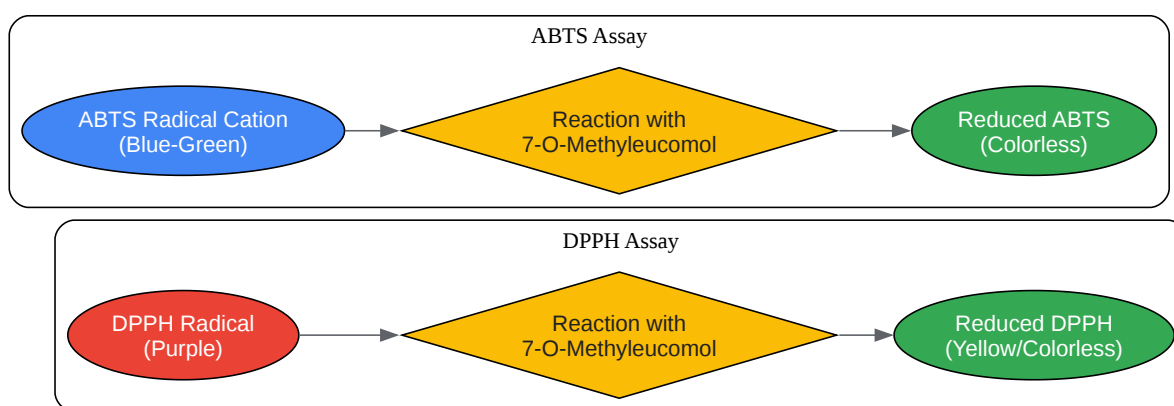 ABTS Assay
ABTS Radical Cation
(Blue-Green)
Reaction with
7-O-Methyleucomol
Reduced ABTS
(Colorless)
DPPH Assay
DPPH Radical
(Purple)
Reaction with
7-O-Methyleucomol
Reduced DPPH
(Yellow/Colorless)